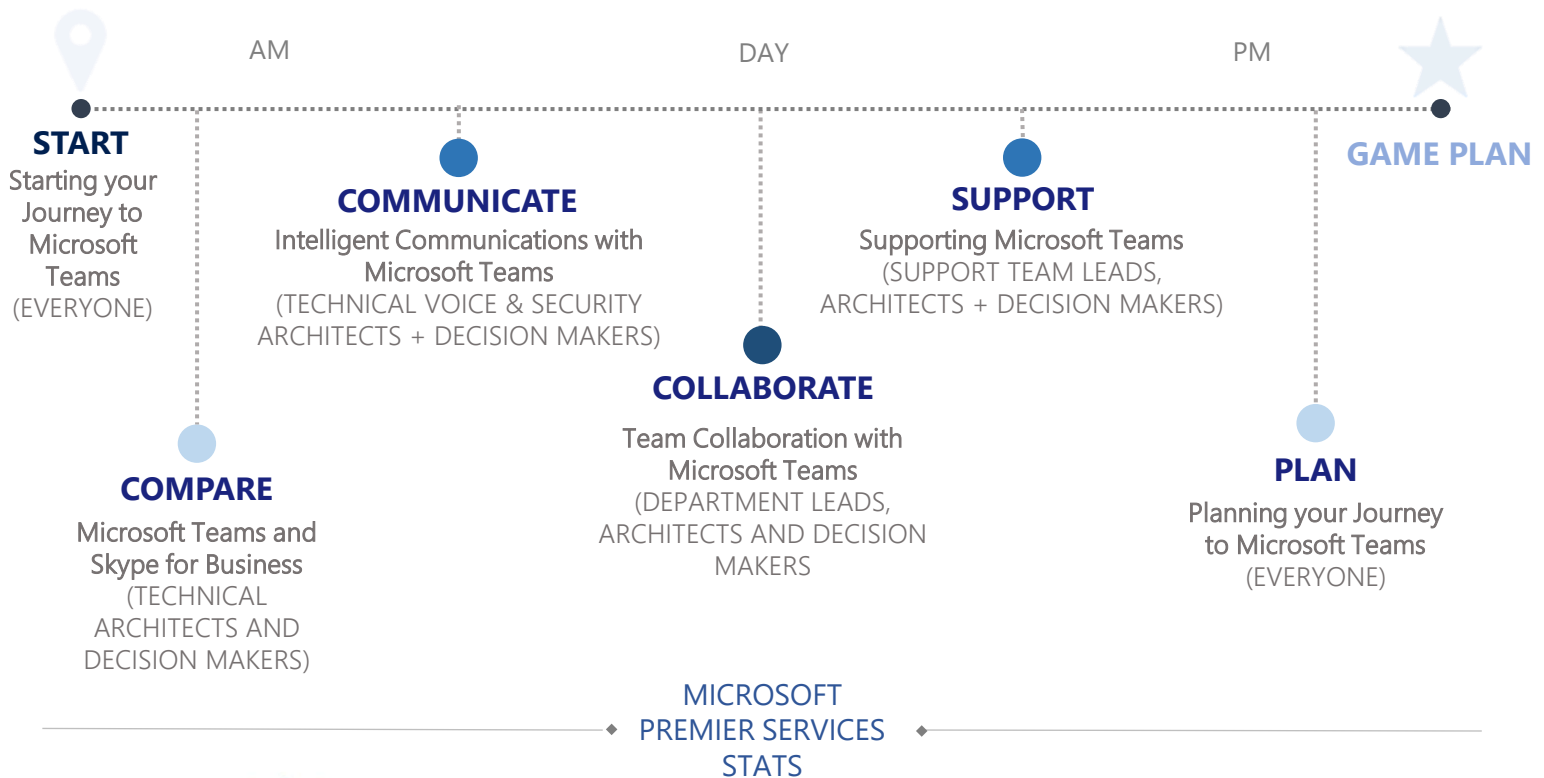 AM
DAY
PM
START
Starting your
Journey to
Microsoft
Teams
(EVERYONE)
COMPARE
Microsoft Teams and
Skype for Business
(TECHNICAL
ARCHITECTS AND
DECISION MAKERS)
COMMUNICATE
Intelligent Communications with
Microsoft Teams
(TECHNICAL VOICE & SECURITY
ARCHITECTS + DECISION MAKERS)
COLLABORATE
Team Collaboration with
Microsoft Teams
(DEPARTMENT LEADS,
ARCHITECTS AND DECISION
MAKERS
SUPPORT
Supporting Microsoft Teams
(SUPPORT TEAM LEADS,
ARCHITECTS + DECISION MAKERS)
PLAN
Planning your Journey
to Microsoft Teams
(EVERYONE)
GAME PLAN
MICROSOFT
PREMIER SERVICES
STATS